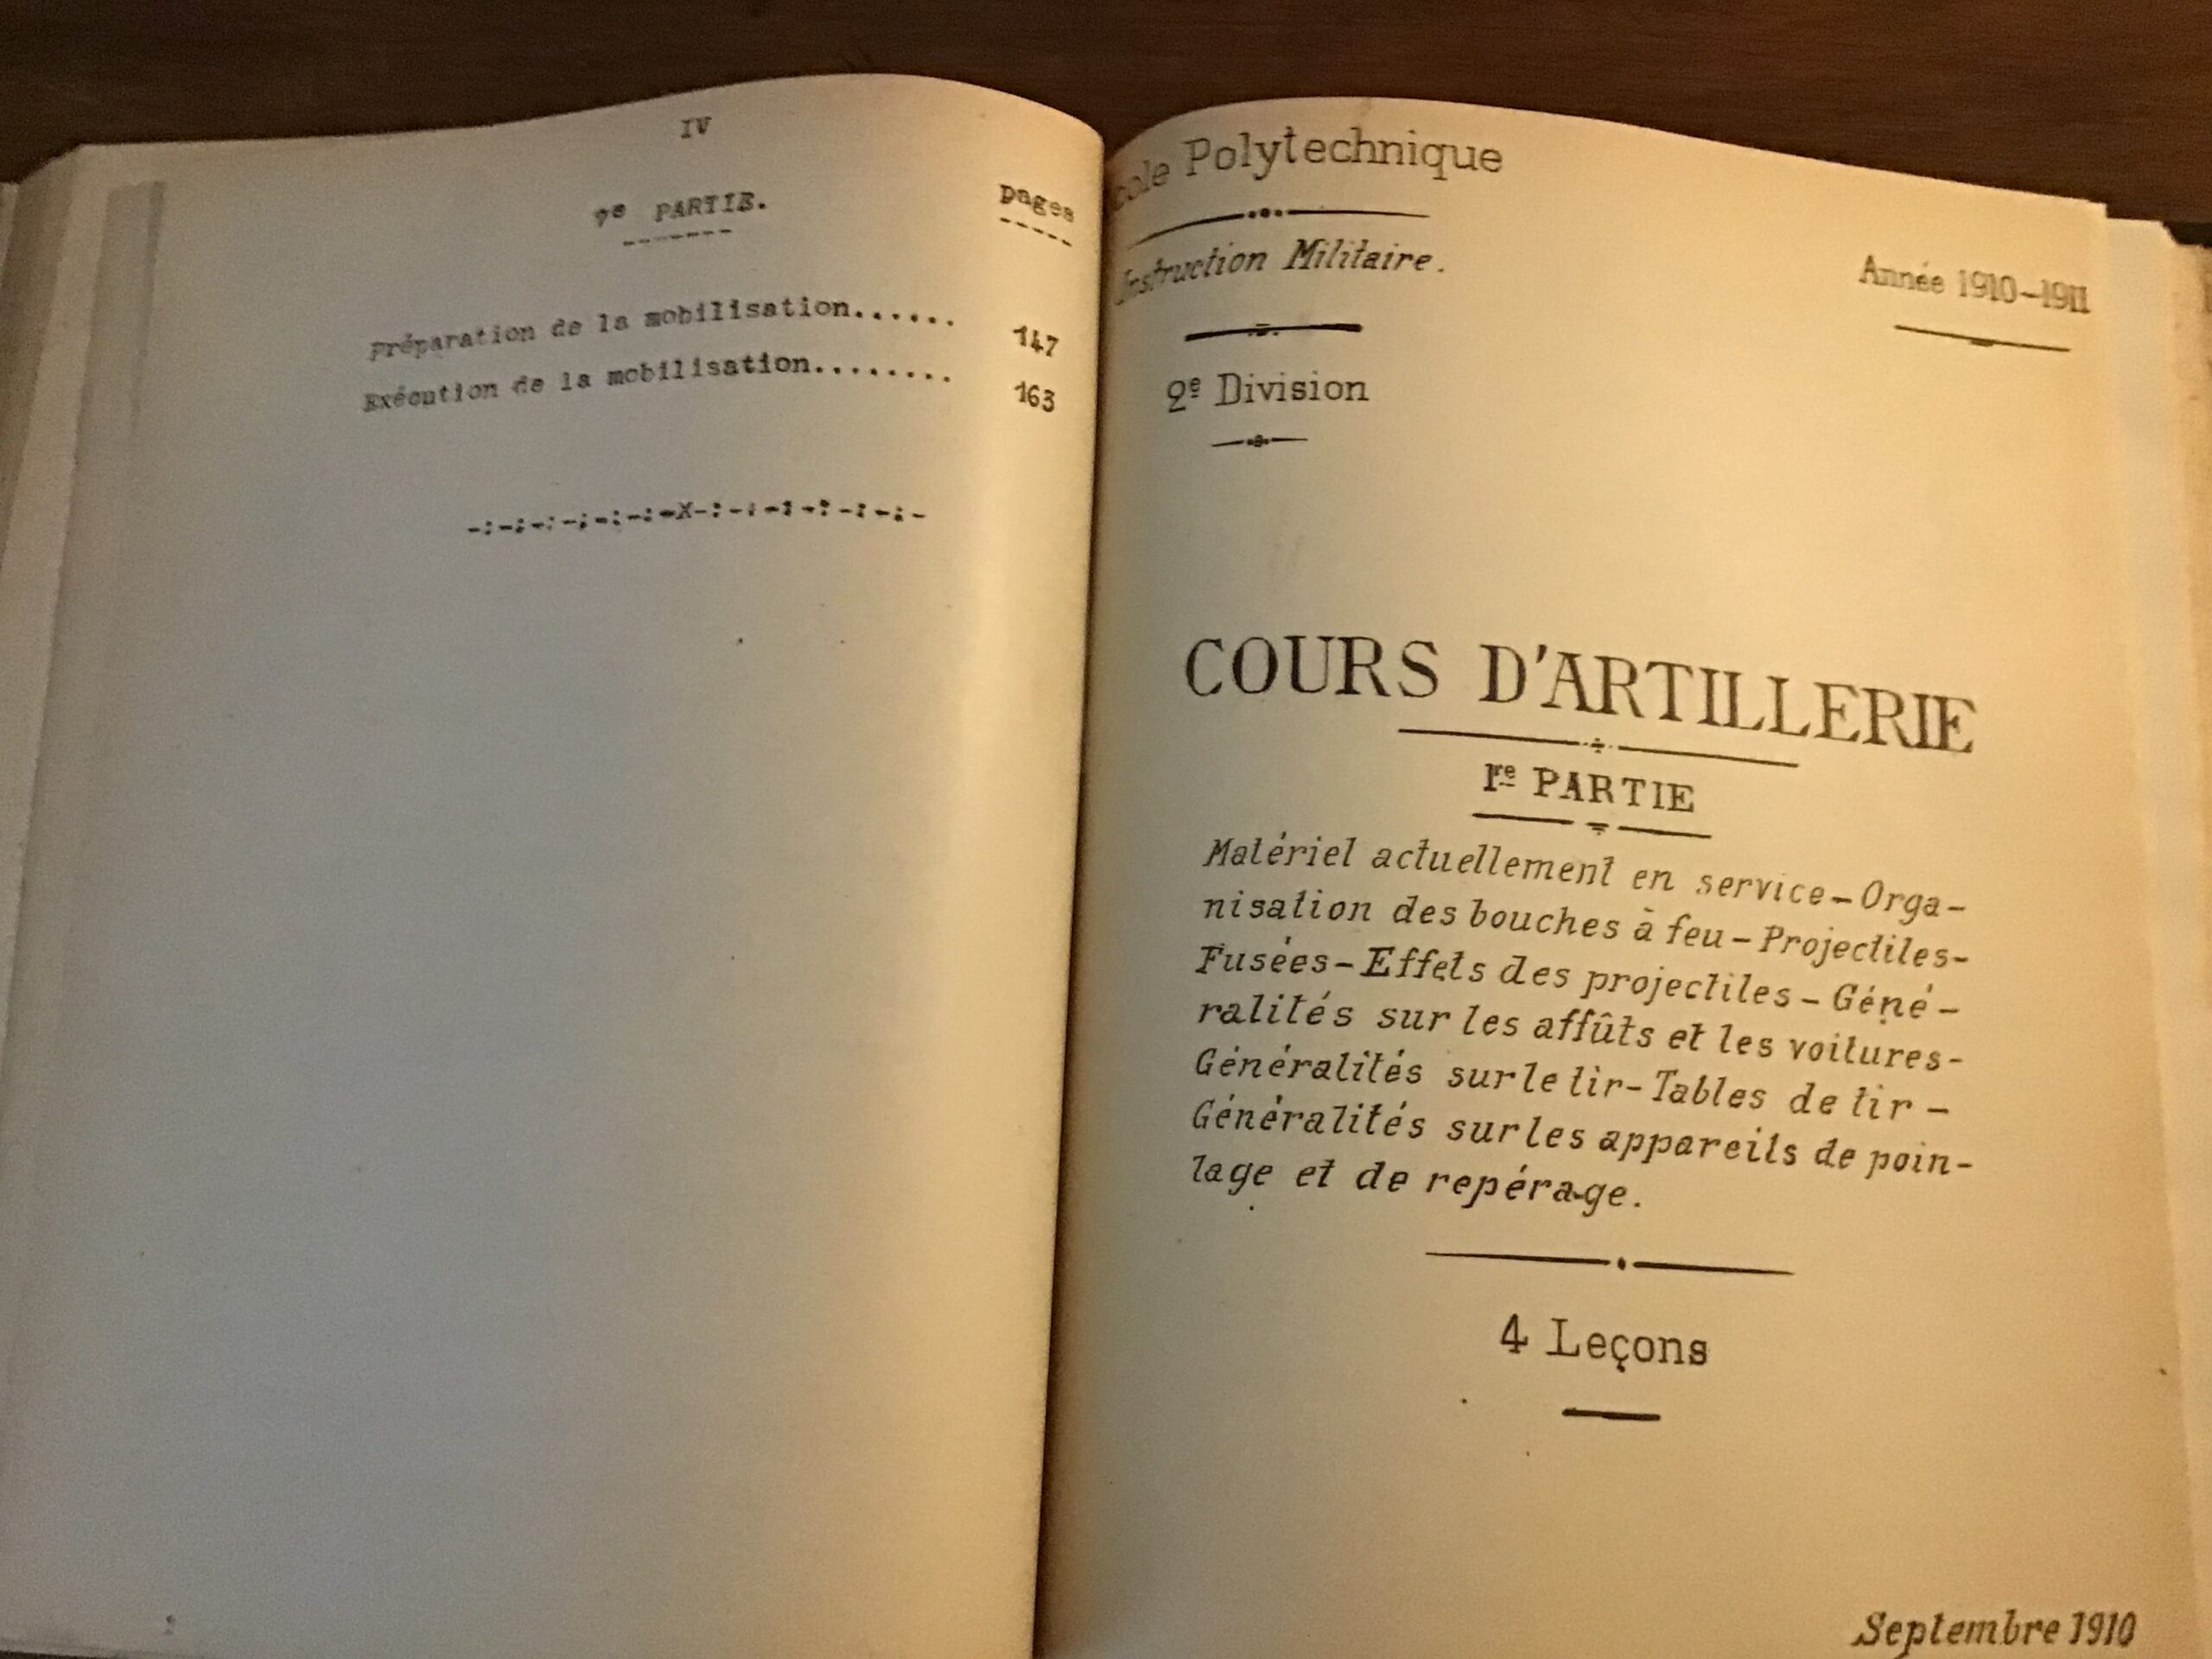 IV
7e PARTIE.
pages
Préparation de la mobilisation...... 147
Exécution de la mobilisation........ 163
-:-:-:-:-:-:-X-:-:-:-:-:-:-
École Polytechnique
Instruction Militaire.
Année 1910-1911
2e Division
COURS D'ARTILLERIE
1re PARTIE
Matériel actuellement en service-Orga-
nisation des bouches à feu-Projectiles-
Fusées-Effets des projectiles-Géné-
ralités sur les affûts et les voitures-
Généralités sur le tir-Tables de tir-
Généralités sur les appareils de poin-
tage et de repérage.
4 Leçons
Septembre 1910